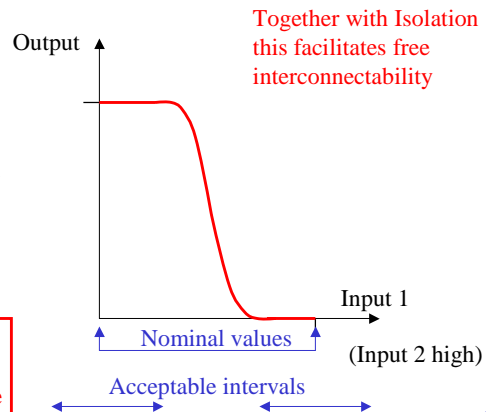 Together with Isolation
this facilitates free
interconnectability
Output
Input 1
Nominal values
(Input 2 high)
Acceptable intervals
e